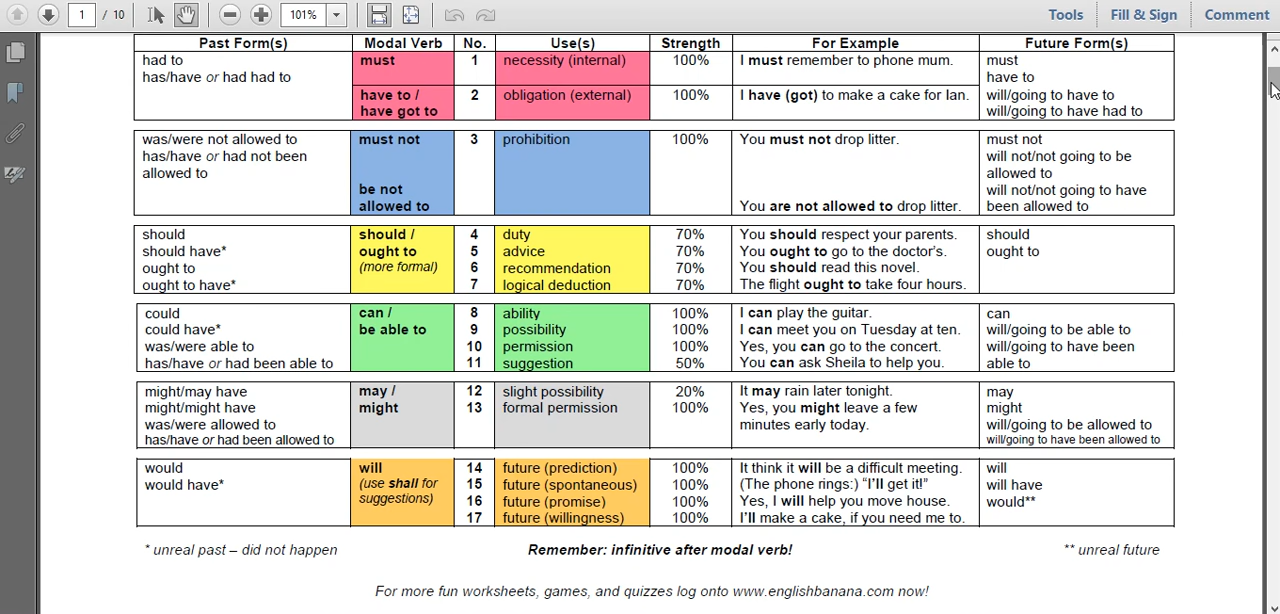 1 / 10 101% Tools Fill & Sign Comment
Past Form(s) Modal Verb No. Use(s) Strength For Example Future Form(s)
had to must 1 necessity (internal) 100% I must remember to phone mum. must
has/have or had had to have to
have to / 2 obligation (external) 100% I have (got) to make a cake for Ian. will/going to have to
have got to will/going to have had to
was/were not allowed to must not 3 prohibition 100% You must not drop litter. must not
has/have or had not been will not/not going to be
allowed to allowed to
be not will not/not going to have
allowed to You are not allowed to drop litter. been allowed to
should should / 4 duty 70% You should respect your parents. should
should have* ought to 5 advice 70% You ought to go to the doctor's. ought to
ought to (more formal) 6 recommendation 70% You should read this novel.
ought to have* 7 logical deduction 70% The flight ought to take four hours.
could can / 8 ability 100% I can play the guitar. can
could have* be able to 9 possibility 100% I can meet you on Tuesday at ten. will/going to be able to
was/were able to 10 permission 100% Yes, you can go to the concert. will/going to have been
has/have or had been able to 11 suggestion 50% You can ask Sheila to help you. able to
might/may have may / 12 slight possibility 20% It may rain later tonight. may
might/might have might 13 formal permission 100% Yes, you might leave a few might
was/were allowed to minutes early today. will/going to be allowed to
has/have or had been allowed to will/going to have been allowed to
would will 14 future (prediction) 100% It think it will be a difficult meeting. will
would have* (use shall for 15 future (spontaneous) 100% (The phone rings:) "I'll get it!" will have
suggestions) 16 future (promise) 100% Yes, I will help you move house. would**
17 future (willingness) 100% I'll make a cake, if you need me to.
* unreal past – did not happen Remember: infinitive after modal verb! ** unreal future
For more fun worksheets, games, and quizzes log onto www.englishbanana.com now!